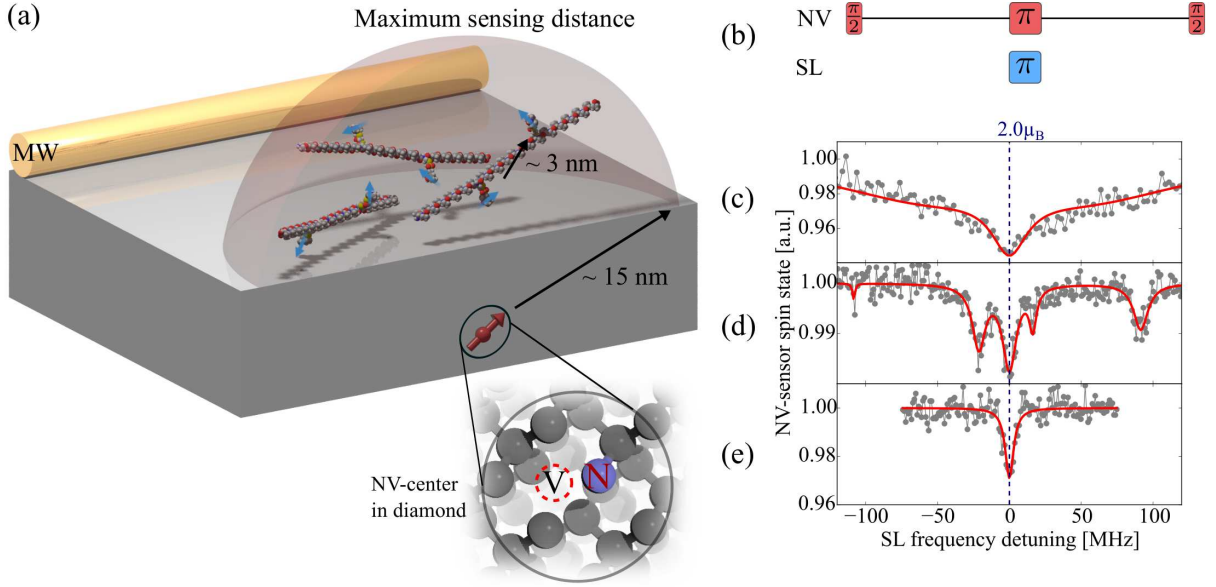 (a)
Maximum sensing distance
MW
~ 3 nm
~ 15 nm
V
N
NV-center
in diamond
(b)
NV
π/2
π
π/2
SL
π
2.0μ_B
NV-sensor spin state [a.u.]
(c)
1.00
0.98
0.96
(d)
1.00
0.99
(e)
1.00
0.98
0.96
−100
−50
0
50
100
SL frequency detuning [MHz]